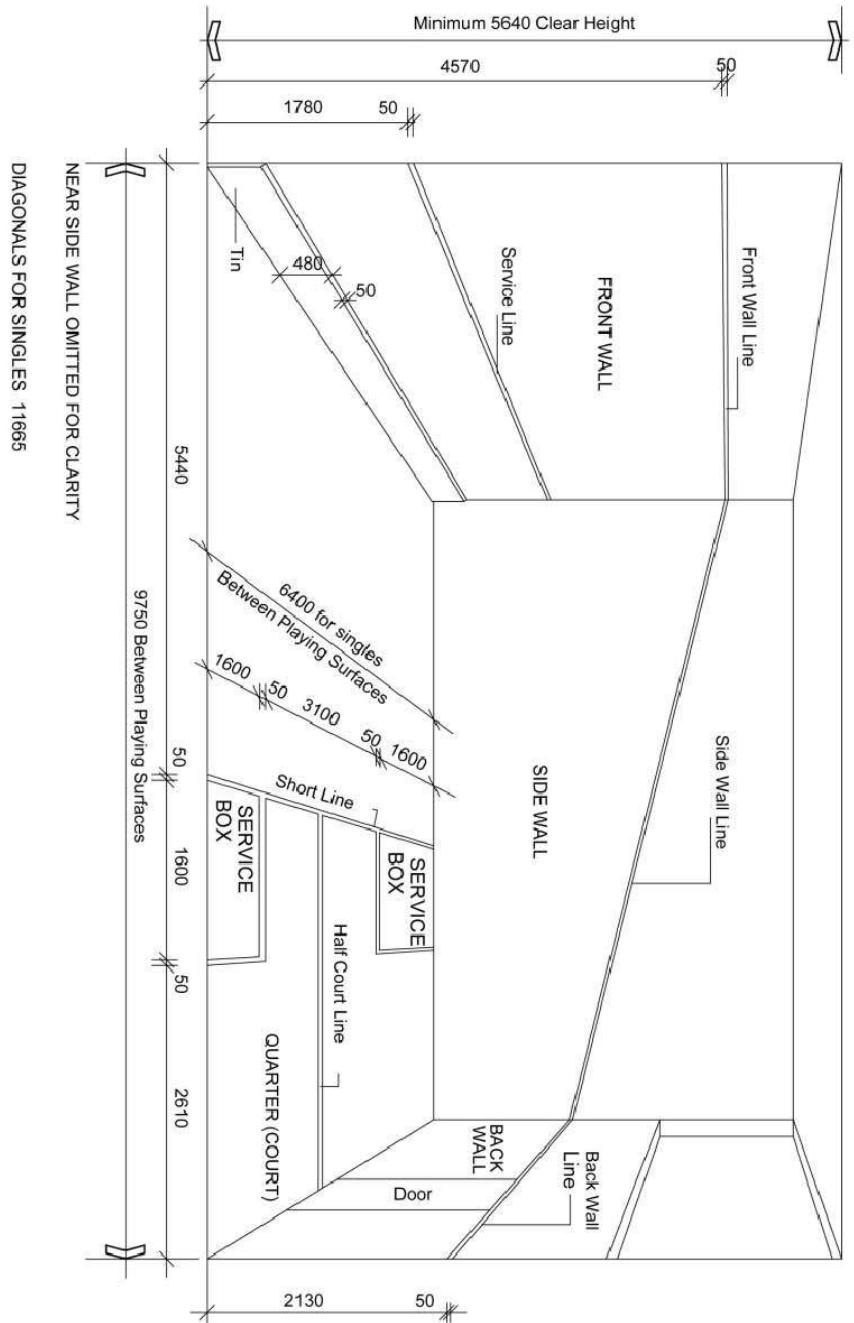 Minimum 5640 Clear Height
4570
50
1780
50
Front Wall Line
FRONT WALL
Service Line
480
50
Tin
5440
6400 for singles
Between Playing Surfaces
1600
50
3100
50
1600
Side Wall Line
SIDE WALL
Short Line
SERVICE
BOX
SERVICE
BOX
Half Court Line
QUARTER (COURT)
BACK
WALL
Back Wall
Line
Door
50
1600
50
2610
2130
50
9750 Between Playing Surfaces
NEAR SIDE WALL OMITTED FOR CLARITY
DIAGONALS FOR SINGLES 11665